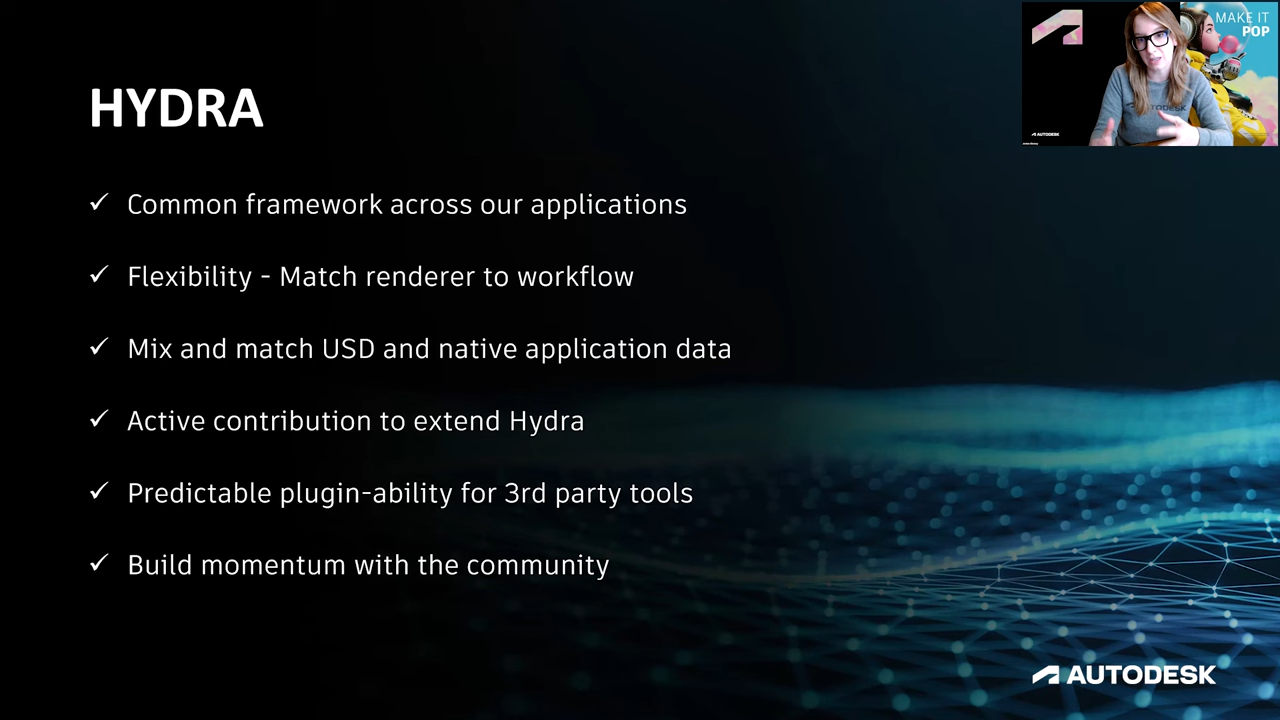 MAKE IT
POP
AUTODESK
HYDRA
✓ Common framework across our applications
✓ Flexibility - Match renderer to workflow
✓ Mix and match USD and native application data
✓ Active contribution to extend Hydra
✓ Predictable plugin-ability for 3rd party tools
✓ Build momentum with the community
AUTODESK